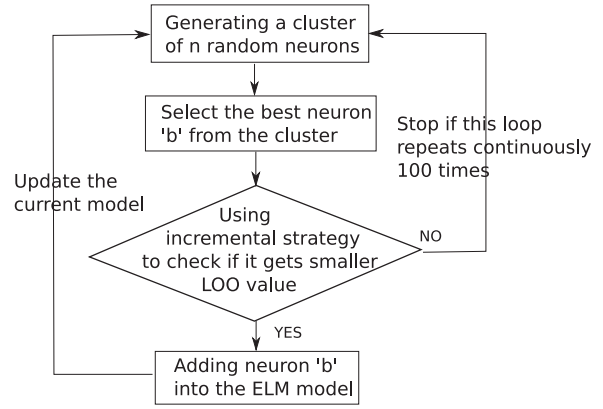 Generating a cluster
of n random neurons
Select the best neuron
'b' from the cluster
Stop if this loop
repeats continuously
100 times
Update the
current model
Using
incremental strategy
to check if it gets smaller
LOO value
NO
YES
Adding neuron 'b'
into the ELM model